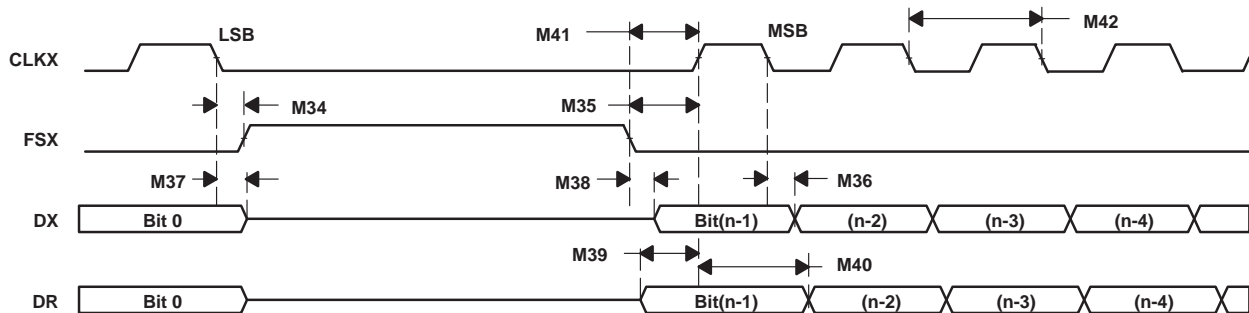 LSB M41 MSB M42
CLKX
M34 M35
FSX
M37 M38 M36
DX Bit 0 Bit(n-1) (n-2) (n-3) (n-4)
M39 M40
DR Bit 0 Bit(n-1) (n-2) (n-3) (n-4)